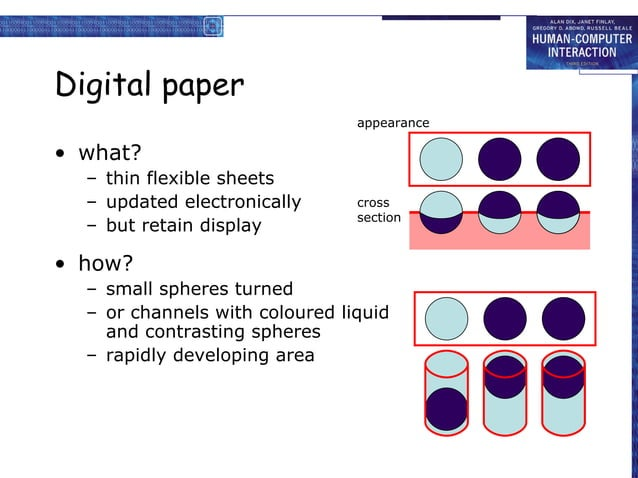 ALAN DIX, JANET FINLAY,
GREGORY D. ABOWD, RUSSELL BEALE
HUMAN-COMPUTER
INTERACTION
THIRD EDITION
Digital paper
appearance
• what?
– thin flexible sheets
– updated electronically
– but retain display
cross
section
• how?
– small spheres turned
– or channels with coloured liquid
and contrasting spheres
– rapidly developing area